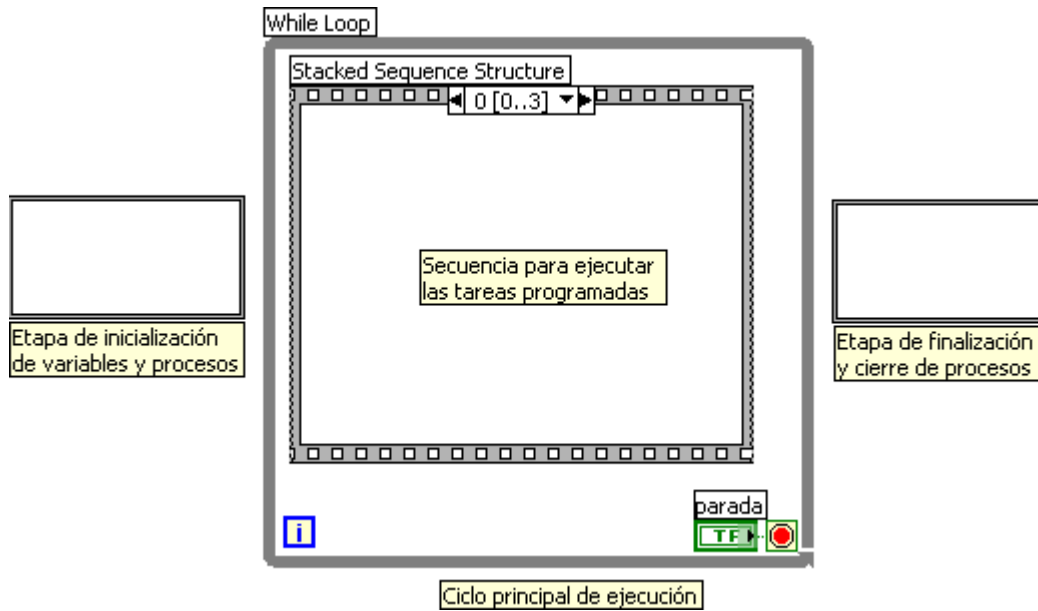 While Loop
Stacked Sequence Structure
0 [0..3]
Secuencia para ejecutar
las tareas programadas
Etapa de inicialización
de variables y procesos
Etapa de finalización
y cierre de procesos
parada
TF
i
Ciclo principal de ejecución